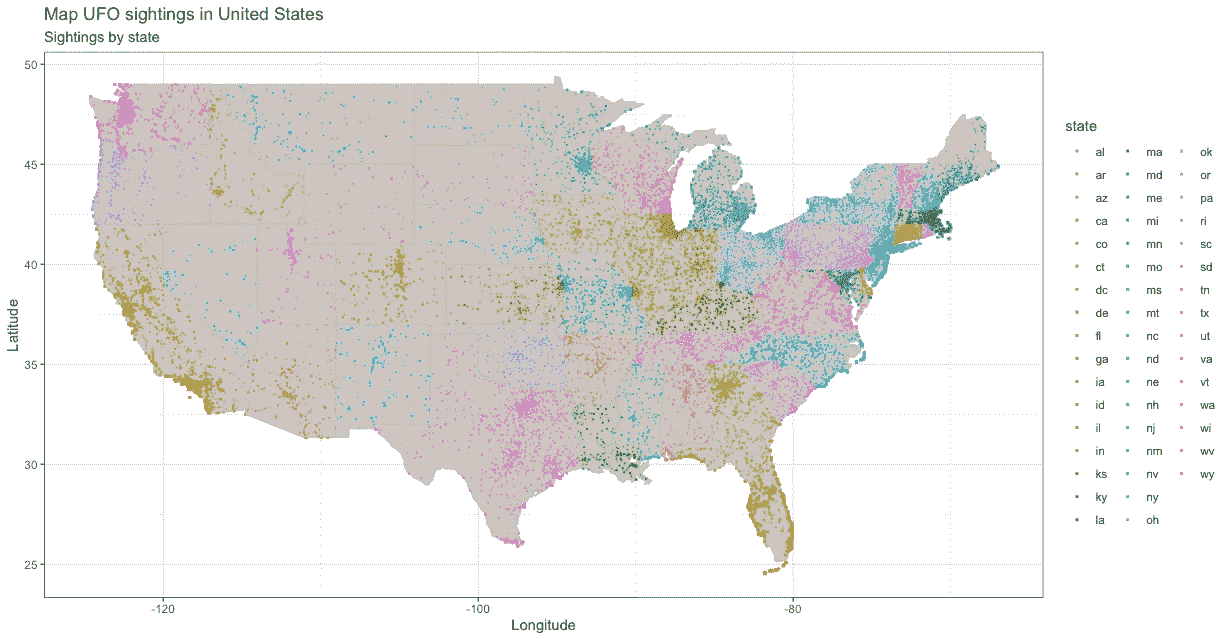 Map UFO sightings in United States
Sightings by state
50
45
40
35
30
25
Latitude
-120
-100
-80
Longitude
state
al
ar
az
ca
co
ct
dc
de
fl
ga
ia
id
il
in
ks
ky
la
ma
md
me
mi
mn
mo
ms
mt
nc
nd
ne
nh
nj
nm
nv
ny
oh
ok
or
pa
ri
sc
sd
tn
tx
ut
va
vt
wa
wi
wv
wy